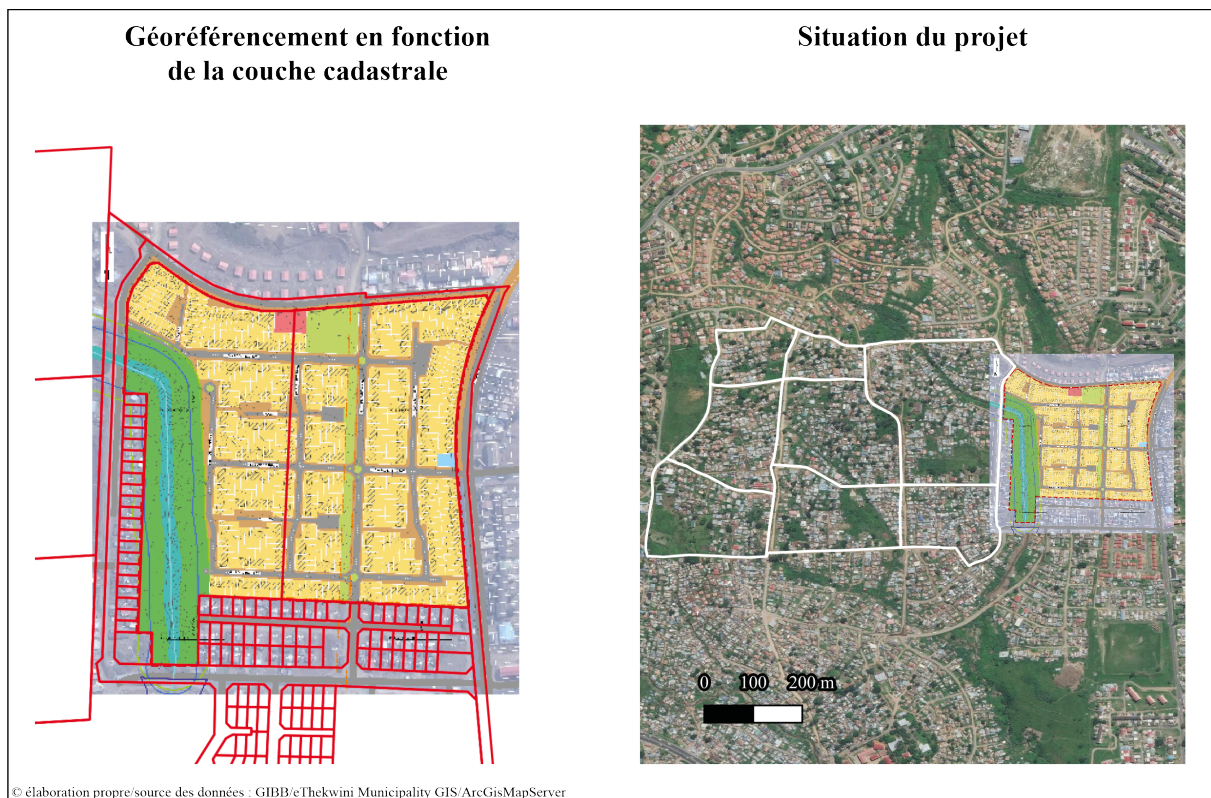 Géoréférencement en fonction
de la couche cadastrale
Situation du projet
0 100 200 m
© élaboration propre/source des données : GIBB/eThekwini Municipality GIS/ArcGisMapServer